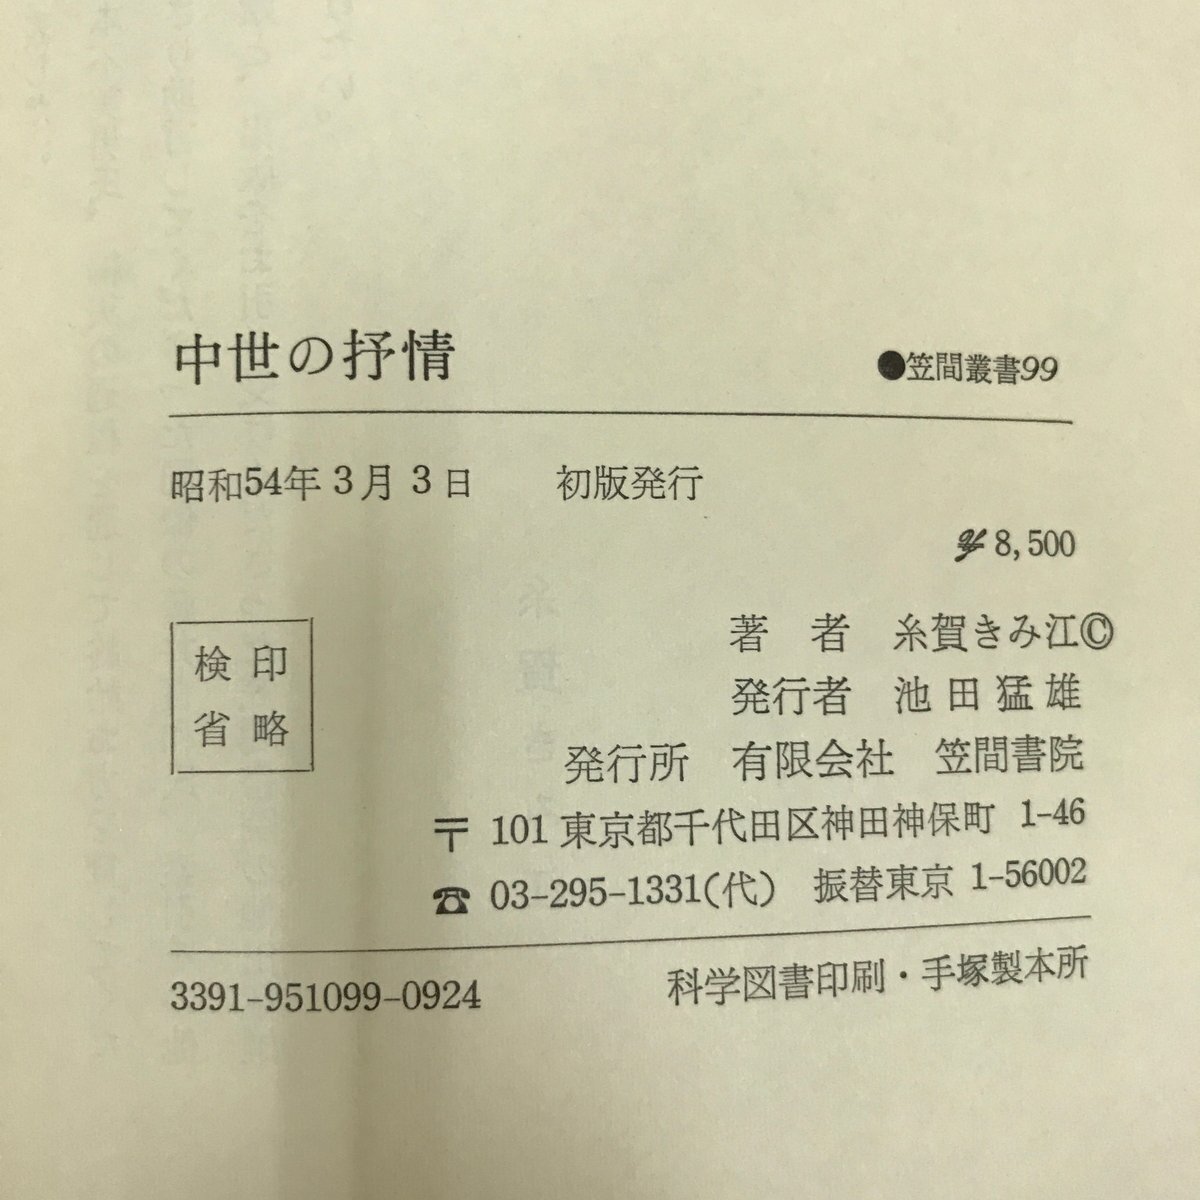 中世の抒情 ●笠間叢書99
昭和54年3月3日 初版発行
¥8,500
検印
省略
著者 糸賀きみ江©
発行者 池田猛雄
発行所 有限会社 笠間書院
〒101東京都千代田区神田神保町 1-46
☎03-295-1331(代) 振替東京 1-56002
3391-951099-0924 科学図書印刷・手塚製本所